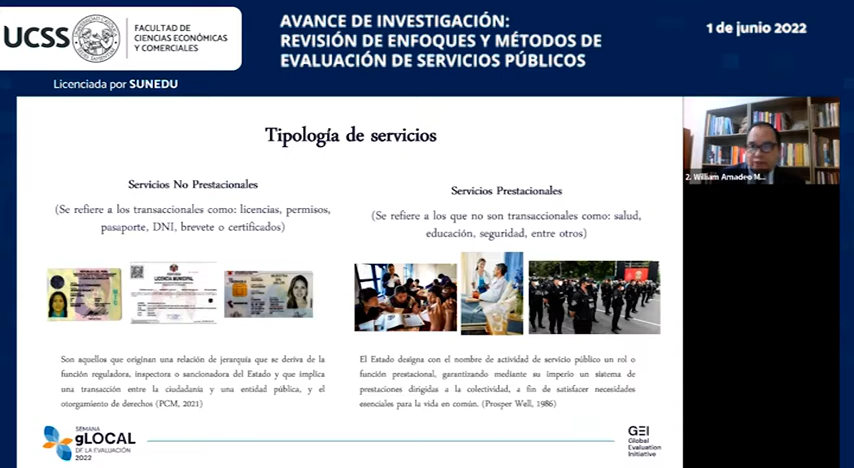 UCSS
FACULTAD DE
CIENCIAS ECONÓMICAS
Y COMERCIALES
Licenciada por SUNEDU
AVANCE DE INVESTIGACIÓN:
REVISIÓN DE ENFOQUES Y MÉTODOS DE
EVALUACIÓN DE SERVICIOS PÚBLICOS
1 de junio 2022
Tipología de servicios
Servicios No Prestacionales
(Se refiere a los transaccionales como: licencias, permisos,
pasaporte, DNI, brevete o certificados)
LICENCIA MUNICIPAL
Son aquellos que originan una relación de jerarquía que se deriva de la
función reguladora, inspectora o sancionadora del Estado y que implica
una transacción entre la ciudadanía y una entidad pública, y el
otorgamiento de derechos (PCM, 2021)
Servicios Prestacionales
(Se refiere a los que no son transaccionales como: salud,
educación, seguridad, entre otros)
El Estado designa con el nombre de actividad de servicio público un rol o
función prestacional, garantizando mediante su imperio un sistema de
prestaciones dirigidas a la colectividad, a fin de satisfacer necesidades
esenciales para la vida en común. (Prosper Well, 1986)
2. William Amadeo M...
SEMANA
gLOCAL
DE LA EVALUACIÓN
2022
GEI
Global
Evaluation
Initiative